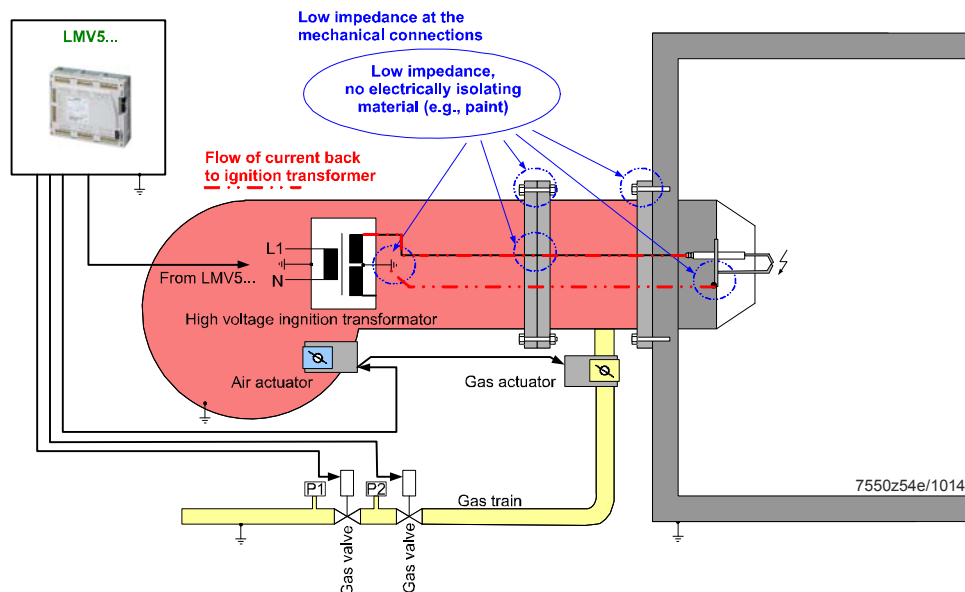 LMV5...
Low impedance at the
mechanical connections
Low impedance,
no electrically isolating
material (e.g., paint)
Flow of current back
to ignition transformer
L1
N
From LMV5...
High voltage ingnition transformator
Air actuator
Gas actuator
P1
P2
Gas train
Gas valve
Gas valve
7550z54e/1014